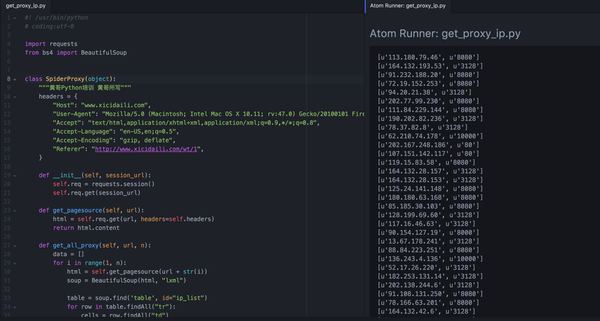 get_proxy_ip.py
1 #! /usr/bin/python
2 # coding:utf-8
3
4 import requests
5 from bs4 import BeautifulSoup
6
7
8 class SpiderProxy(object):
9 """黄哥Python培训 黄哥所写"""
10 headers = {
11 "Host": "www.xicidaili.com",
12 "User-Agent": "Mozilla/5.0 (Macintosh; Intel Mac OS X 10.11; rv:47.0) Gecko/20100101 Fire
13 "Accept": "text/html,application/xhtml+xml,application/xml;q=0.9,*/*;q=0.8",
14 "Accept-Language": "en-US,en;q=0.5",
15 "Accept-Encoding": "gzip, deflate",
16 "Referer": "http://www.xicidaili.com/wt/1",
17 }
18
19 def __init__(self, session_url):
20 self.req = requests.session()
21 self.req.get(session_url)
22
23 def get_pagesource(self, url):
24 html = self.req.get(url, headers=self.headers)
25 return html.content
26
27 def get_all_proxy(self, url, n):
28 data = []
29 for i in range(1, n):
30 html = self.get_pagesource(url + str(i))
31 soup = BeautifulSoup(html, "lxml")
32
33 table = soup.find('table', id="ip_list")
34 for row in table.findAll("tr"):
35 cells = row.findAll("td")
Atom Runner: get_proxy_ip.py
Atom Runner: get_proxy_ip.py
[u'113.180.79.46', u'8080']
[u'164.132.193.53', u'3128']
[u'91.232.188.20', u'8080']
[u'72.19.152.253', u'8080']
[u'94.20.21.38', u'3128']
[u'202.77.99.230', u'8080']
[u'111.84.229.144', u'8080']
[u'190.202.82.236', u'3128']
[u'78.37.82.8', u'3128']
[u'62.210.74.178', u'10000']
[u'202.167.248.186', u'80']
[u'107.151.142.117', u'80']
[u'119.15.83.58', u'8080']
[u'164.132.28.157', u'3128']
[u'164.132.28.153', u'3128']
[u'125.24.141.148', u'8080']
[u'180.180.63.168', u'8080']
[u'85.185.30.103', u'8080']
[u'128.199.69.60', u'3128']
[u'117.16.46.63', u'3128']
[u'90.154.127.19', u'8000']
[u'13.67.178.241', u'3128']
[u'88.84.223.251', u'8080']
[u'136.243.4.136', u'10000']
[u'52.17.26.220', u'3128']
[u'182.253.131.14', u'3128']
[u'202.138.244.6', u'3128']
[u'91.108.131.250', u'8080']
[u'78.166.63.201', u'8080']
[u'164.132.42.6', u'3128']